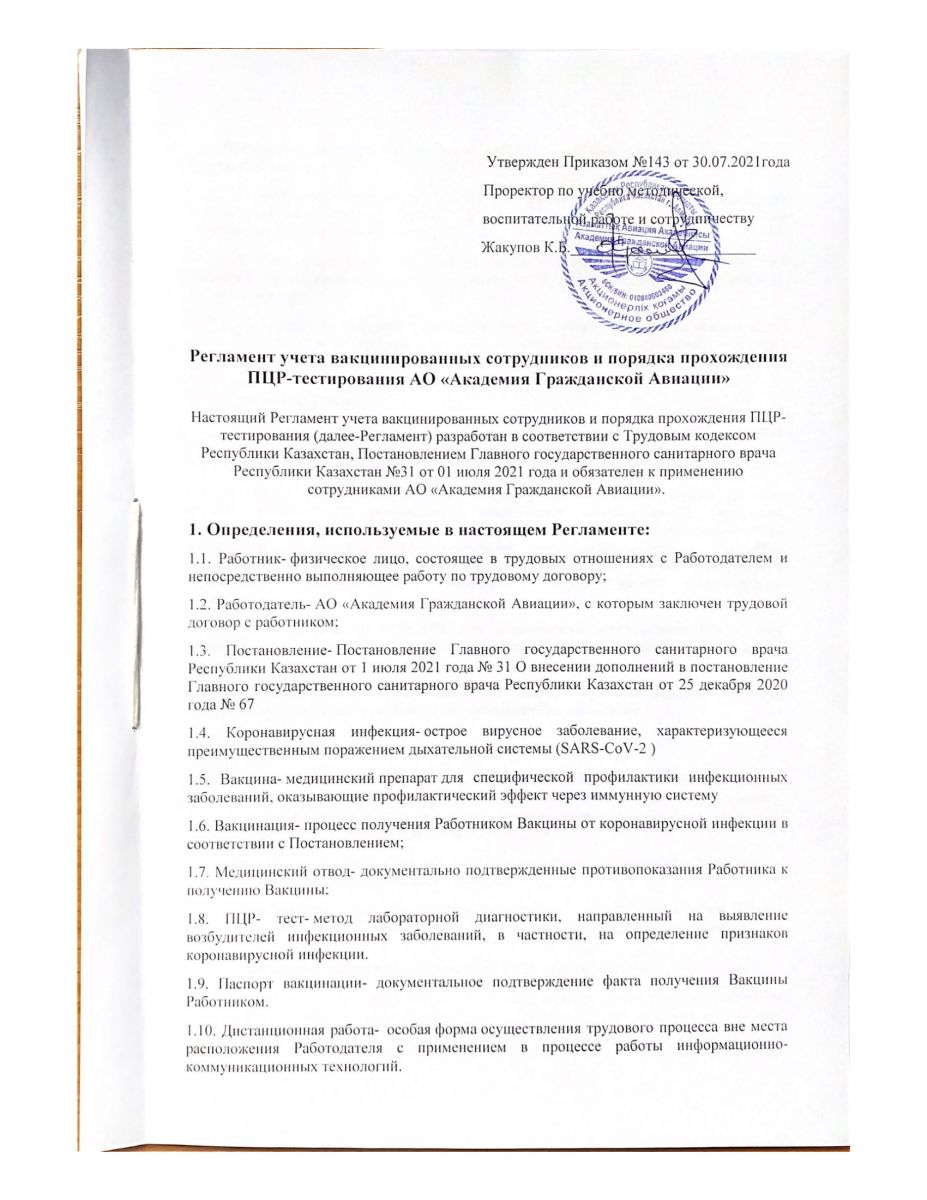 Утвержден Приказом №143 от 30.07.2021года
Проректор по учебно методической,
воспитательной работе и сотрудничеству
Жакупов К.Б.
Азаматтық Авиация Академиясы
Академия Гражданской Авиации
БСН/БИН: 010840003460
Акционерлік қоғамы
Акционерное общество
Регламент учета вакцинированных сотрудников и порядка прохождения
ПЦР-тестирования АО «Академия Гражданской Авиации»
Настоящий Регламент учета вакцинированных сотрудников и порядка прохождения ПЦР-
тестирования (далее-Регламент) разработан в соответствии с Трудовым кодексом
Республики Казахстан, Постановлением Главного государственного санитарного врача
Республики Казахстан №31 от 01 июля 2021 года и обязателен к применению
сотрудниками АО «Академия Гражданской Авиации».
1. Определения, используемые в настоящем Регламенте:
1.1. Работник- физическое лицо, состоящее в трудовых отношениях с Работодателем и
непосредственно выполняющее работу по трудовому договору;
1.2. Работодатель- АО «Академия Гражданской Авиации», с которым заключен трудовой
договор с работником;
1.3. Постановление- Постановление Главного государственного санитарного врача
Республики Казахстан от 1 июля 2021 года № 31 О внесении дополнений в постановление
Главного государственного санитарного врача Республики Казахстан от 25 декабря 2020
года № 67
1.4. Коронавирусная инфекция- острое вирусное заболевание, характеризующееся
преимущественным поражением дыхательной системы (SARS-CoV-2 )
1.5. Вакцина- медицинский препарат для специфической профилактики инфекционных
заболеваний, оказывающие профилактический эффект через иммунную систему
1.6. Вакцинация- процесс получения Работником Вакцины от коронавирусной инфекции в
соответствии с Постановлением;
1.7. Медицинский отвод- документально подтвержденные противопоказания Работника к
получению Вакцины;
1.8. ПЦР- тест- метод лабораторной диагностики, направленный на выявление
возбудителей инфекционных заболеваний, в частности, на определение признаков
коронавирусной инфекции.
1.9. Паспорт вакцинации- документальное подтверждение факта получения Вакцины
Работником.
1.10. Дистанционная работа- особая форма осуществления трудового процесса вне места
расположения Работодателя с применением в процессе работы информационно-
коммуникационных технологий.